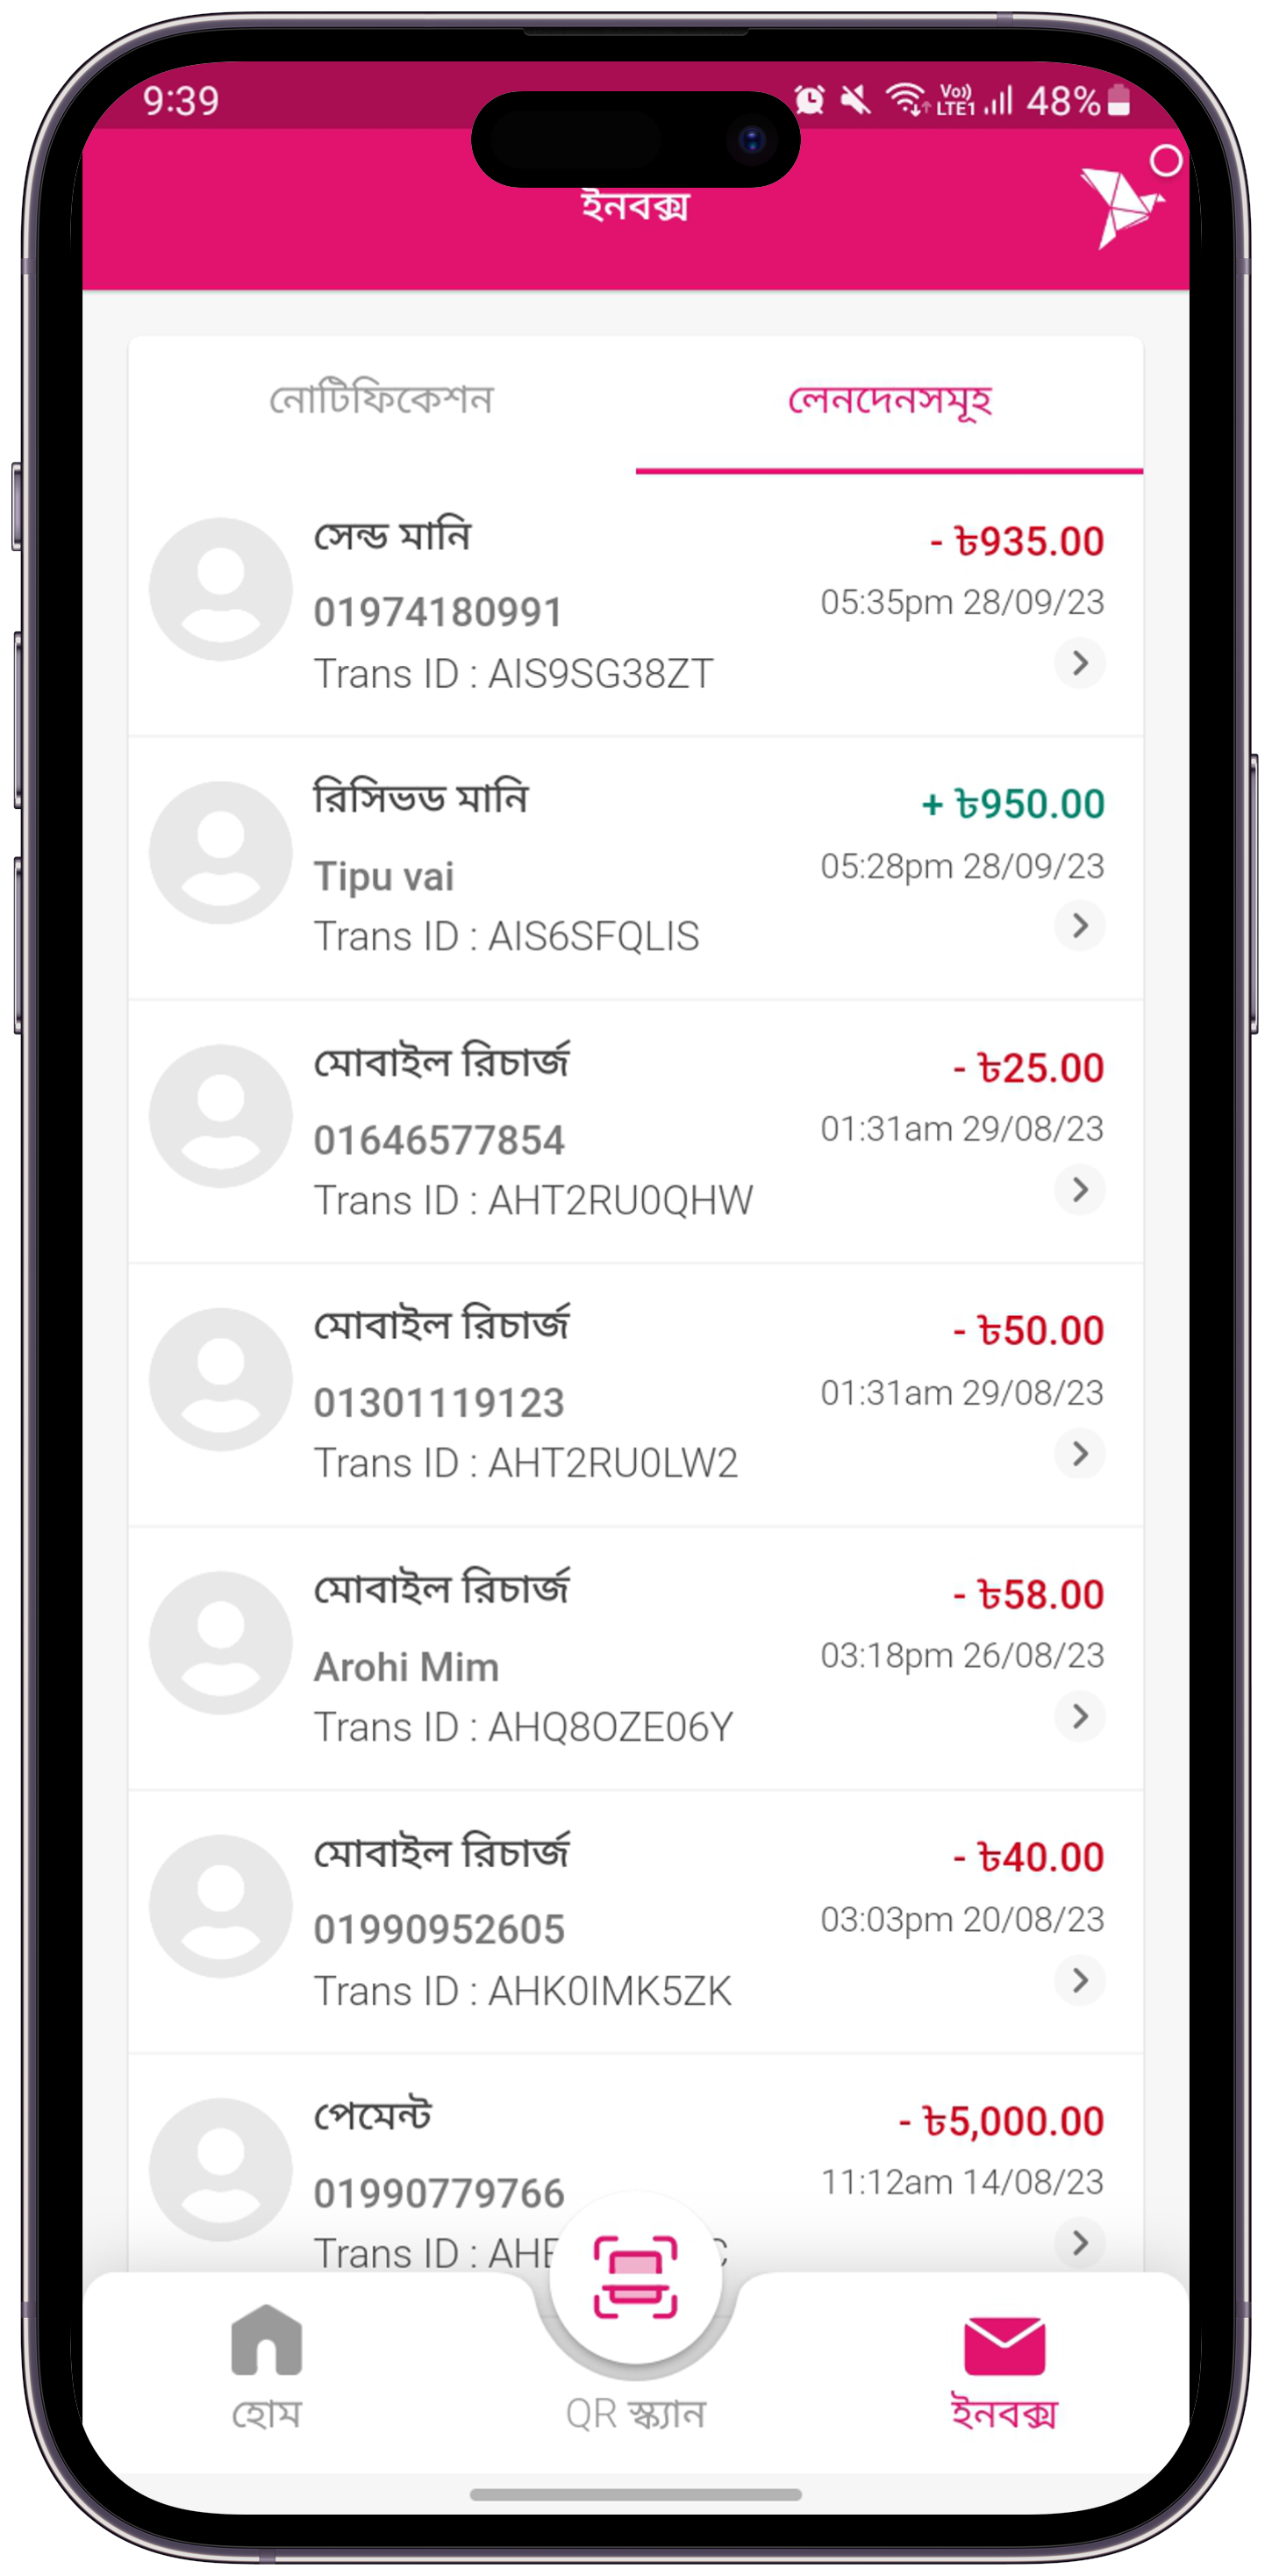 9:39
Vo)) LTE1 48%
ইনবক্স
নোটিফিকেশন লেনদেনসমূহ
সেন্ড মানি - ৳935.00
01974180991 05:35pm 28/09/23
Trans ID : AIS9SG38ZT
রিসিভড মানি + ৳950.00
Tipu vai 05:28pm 28/09/23
Trans ID : AIS6SFQLIS
মোবাইল রিচার্জ - ৳25.00
01646577854 01:31am 29/08/23
Trans ID : AHT2RU0QHW
মোবাইল রিচার্জ - ৳50.00
01301119123 01:31am 29/08/23
Trans ID : AHT2RU0LW2
মোবাইল রিচার্জ - ৳58.00
Arohi Mim 03:18pm 26/08/23
Trans ID : AHQ8OZE06Y
মোবাইল রিচার্জ - ৳40.00
01990952605 03:03pm 20/08/23
Trans ID : AHK0IMK5ZK
পেমেন্ট - ৳5,000.00
01990779766 11:12am 14/08/23
Trans ID :
হোম QR স্ক্যান ইনবক্স